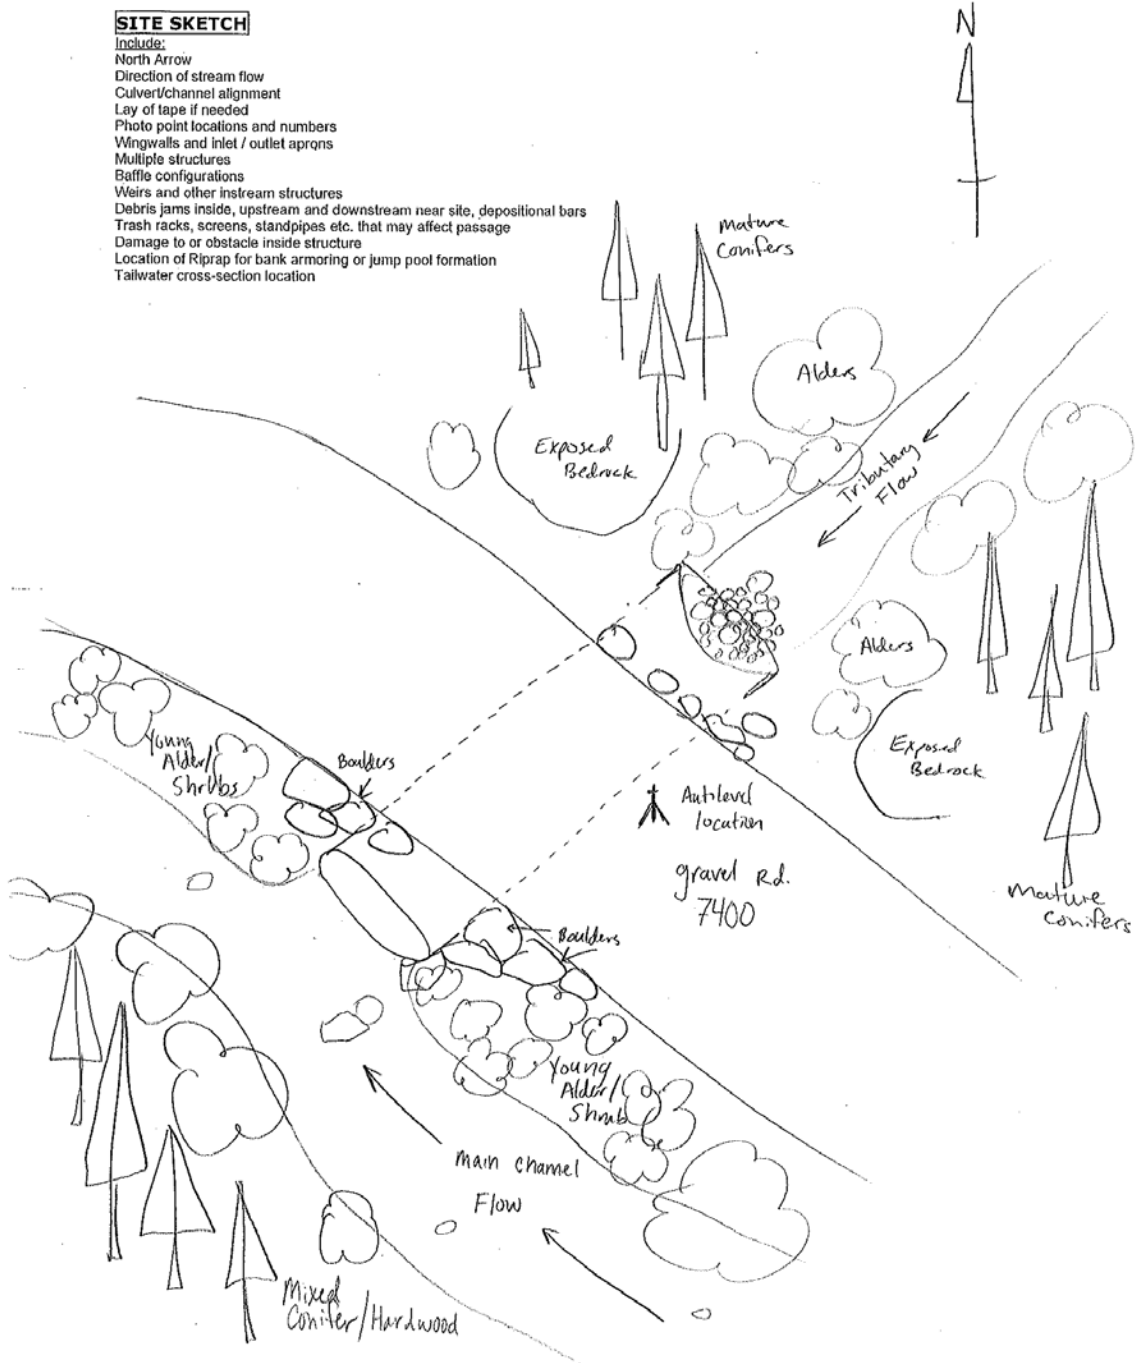 SITE SKETCH
Include:
North Arrow
Direction of stream flow
Culvert/channel alignment
Lay of tape if needed
Photo point locations and numbers
Wingwalls and inlet / outlet aprons
Multiple structures
Baffle configurations
Weirs and other instream structures
Debris jams inside, upstream and downstream near site, depositional bars
Trash racks, screens, standpipes etc. that may affect passage
Damage to or obstacle inside structure
Location of Riprap for bank armoring or jump pool formation
Tailwater cross-section location
N
Mature
Conifers
Alders
Exposed
Bedrock
Tributary
Flow
Alders
Exposed
Bedrock
Young
Alder/
Shrubs
Boulders
Autolevel
location
gravel Rd.
7400
Mature
Conifers
Boulders
Young
Alder/
Shrub
Main Channel
Flow
Mixed
Conifer/Hardwood